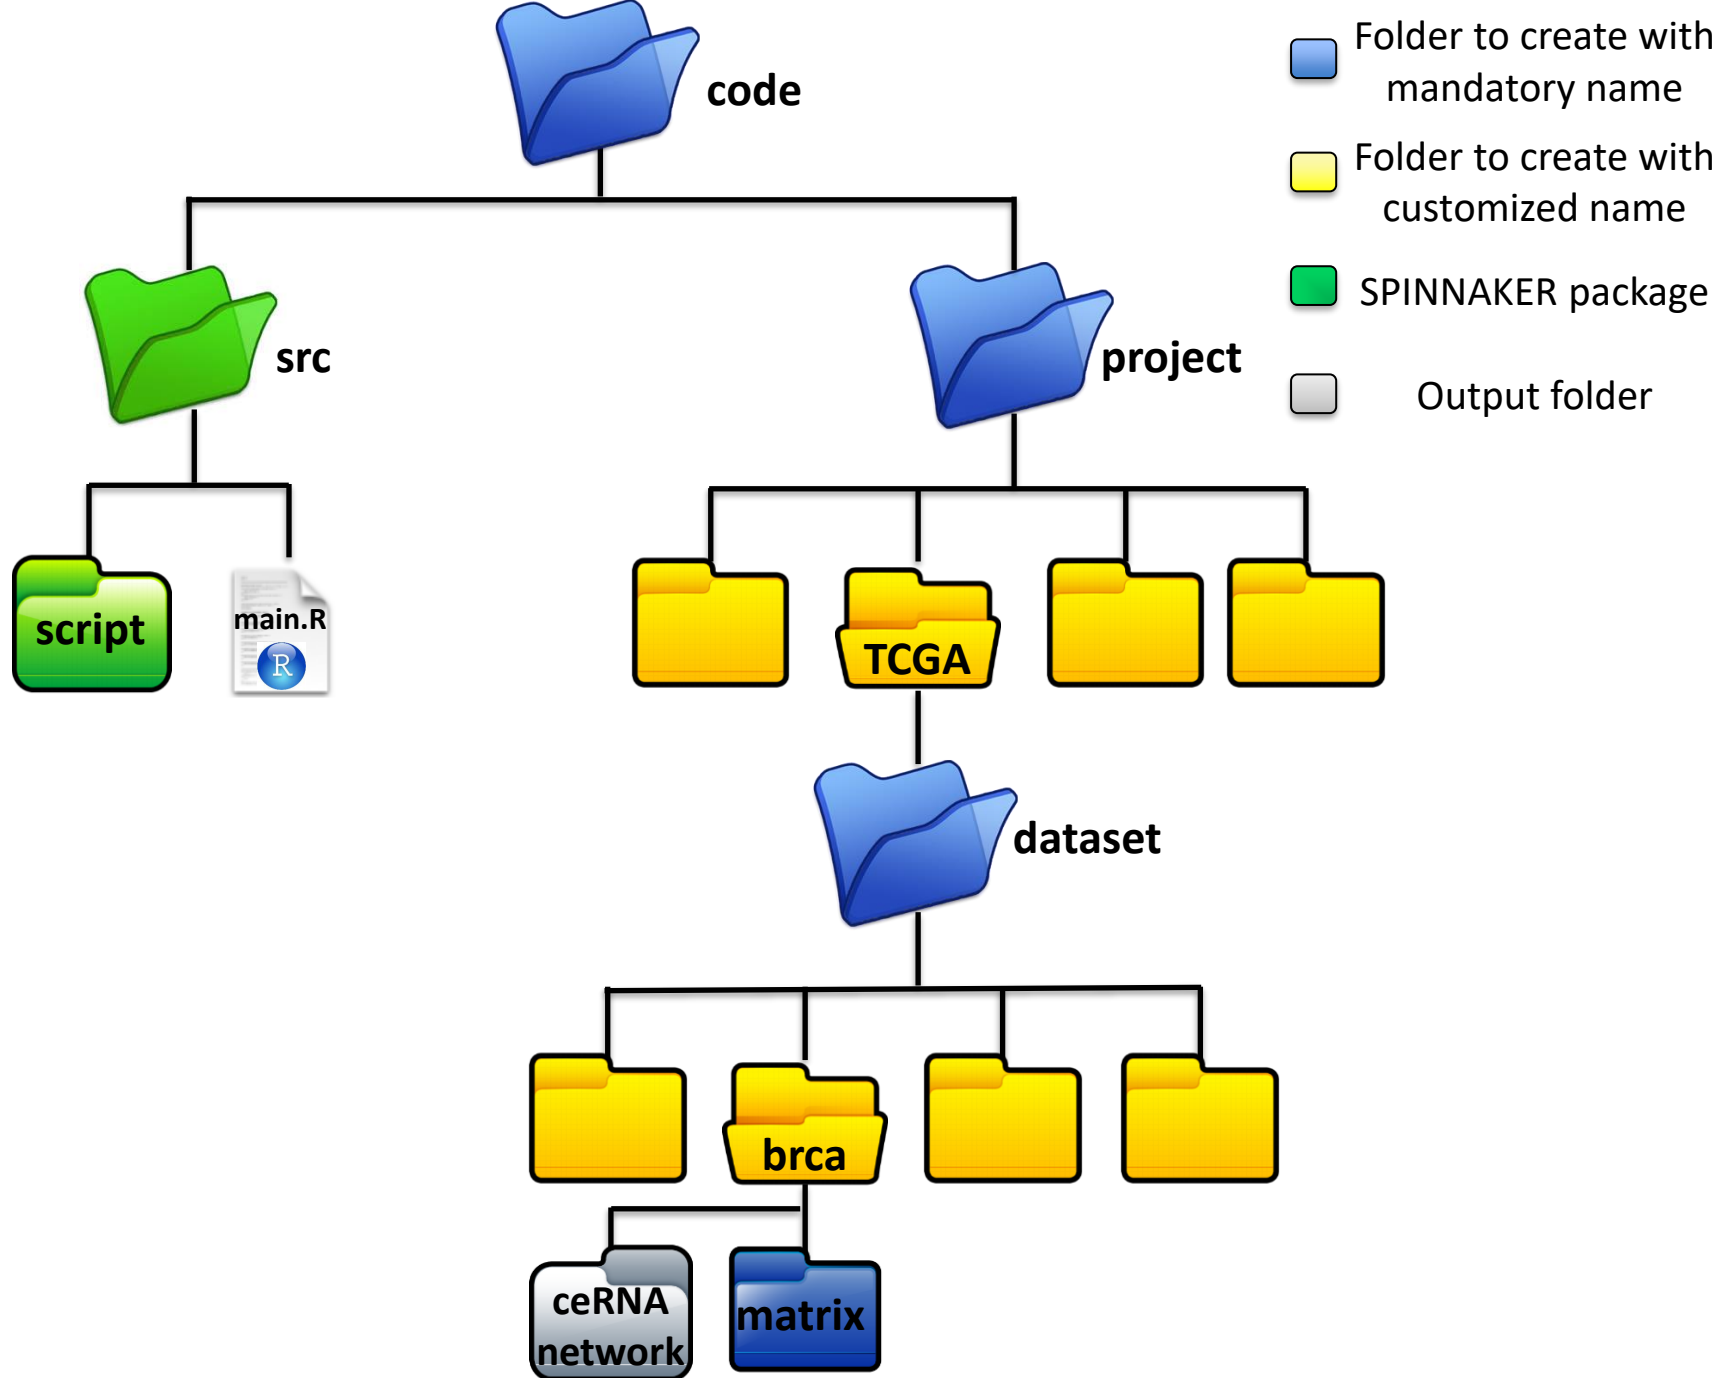 code
Folder to create with
mandatory name
Folder to create with
customized name
SPINNAKER package
Output folder
src
project
script
main.R
R
TCGA
dataset
brca
ceRNA
network
matrix